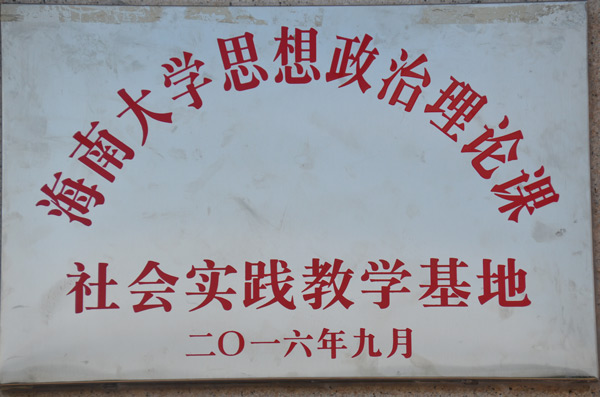 海南大学思想政治理论课
社会实践教学基地
二〇一六年九月